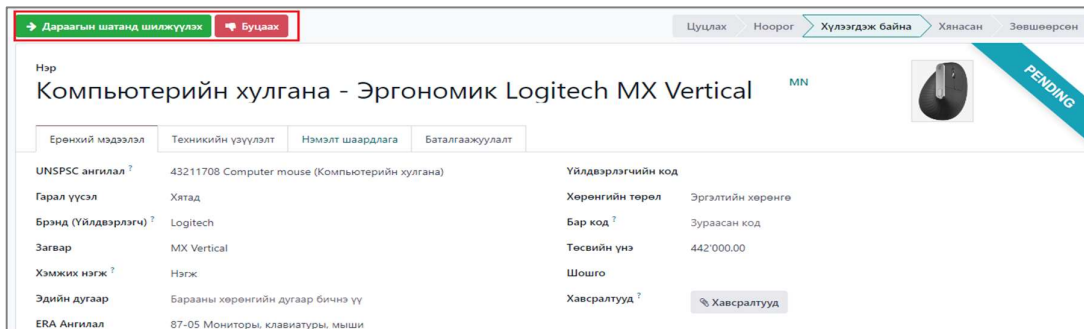 Дараагын шатанд шилжүүлэх Буцаах Цуцлах Ноорог Хүлээгдэж байна Хянасан Зөвшөөрсөн
PENDING
Нэр
Компьютерийн хулгана - Эргономик Logitech MX Vertical MN
Ерөнхий мэдээлэл Техникийн үзүүлэлт Нэмэлт шаардлага Баталгаажуулалт
UNSPSC ангилал ? 43211708 Computer mouse (Компьютерийн хулгана) Үйлдвэрлэгчийн код
Гарал үүсэл Хятад Хөрөнгийн төрөл Эргэлтийн хөрөнгө
Брэнд (Үйлдвэрлэгч) ? Logitech Бар код ? Зураасан код
Загвар MX Vertical Төсвийн үнэ 442'000.00
Хэмжих нэгж ? Нэгж Шошго
Эдийн дугаар Барааны хөрөнгийн дугаар бичнэ үү Хавсралтууд ? Хавсралтууд
ERA Ангилал 87-05 Мониторы, клавиатуры, мыши